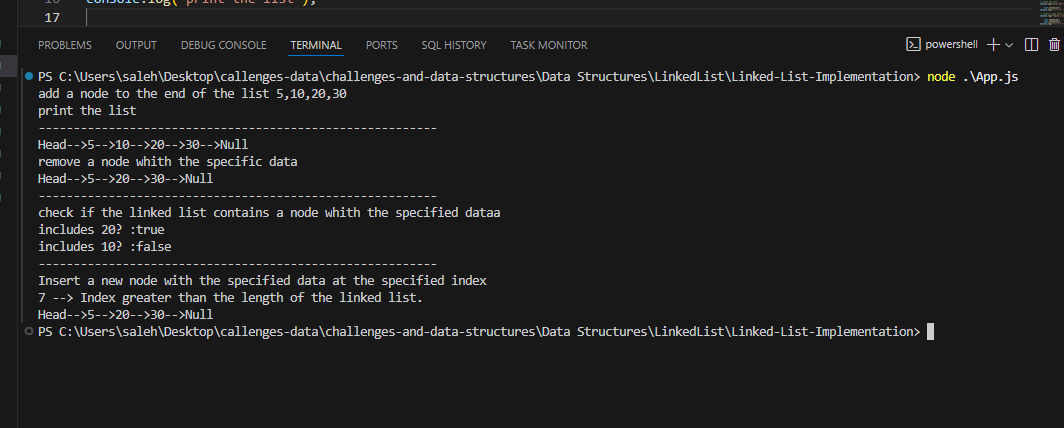 console.log("print the list");
17
PROBLEMS OUTPUT DEBUG CONSOLE TERMINAL PORTS SQL HISTORY TASK MONITOR powershell
PS C:\Users\saleh\Desktop\callenges-data\challenges-and-data-structures\Data Structures\LinkedList\Linked-List-Implementation> node .\App.js
add a node to the end of the list 5,10,20,30
print the list
---------------------------------------------------------
Head-->5-->10-->20-->30-->Null
remove a node whith the specific data
Head-->5-->20-->30-->Null
---------------------------------------------------------
check if the linked list contains a node whith the specified dataa
includes 20? :true
includes 10? :false
---------------------------------------------------------
Insert a new node with the specified data at the specified index
7 --> Index greater than the length of the linked list.
Head-->5-->20-->30-->Null
PS C:\Users\saleh\Desktop\callenges-data\challenges-and-data-structures\Data Structures\LinkedList\Linked-List-Implementation>